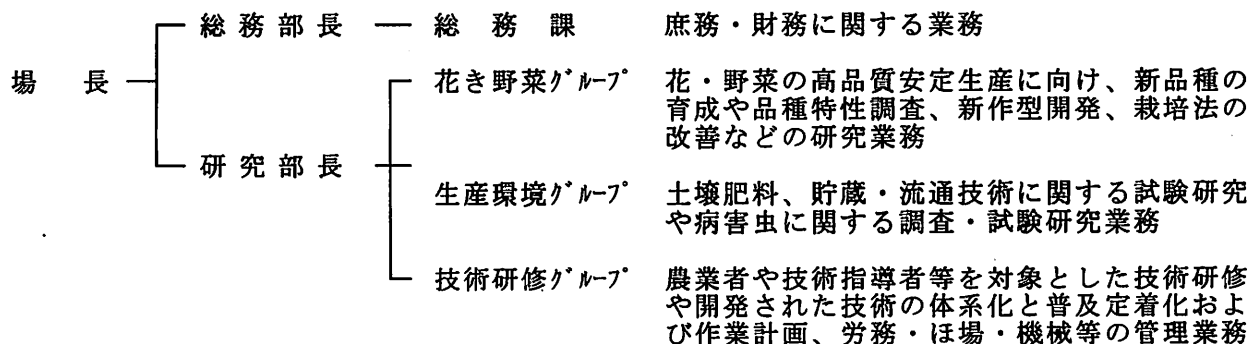 総務部長 総務課 庶務・財務に関する業務
場長 花き野菜ｸﾞﾙｰﾌﾟ 花・野菜の高品質安定生産に向け、新品種の
育成や品種特性調査、新作型開発、栽培法の
改善などの研究業務
研究部長
生産環境ｸﾞﾙｰﾌﾟ 土壌肥料、貯蔵・流通技術に関する試験研究
や病害虫に関する調査・試験研究業務
技術研修ｸﾞﾙｰﾌﾟ 農業者や技術指導者等を対象とした技術研修
や開発された技術の体系化と普及定着化およ
び作業計画、労務・ほ場・機械等の管理業務